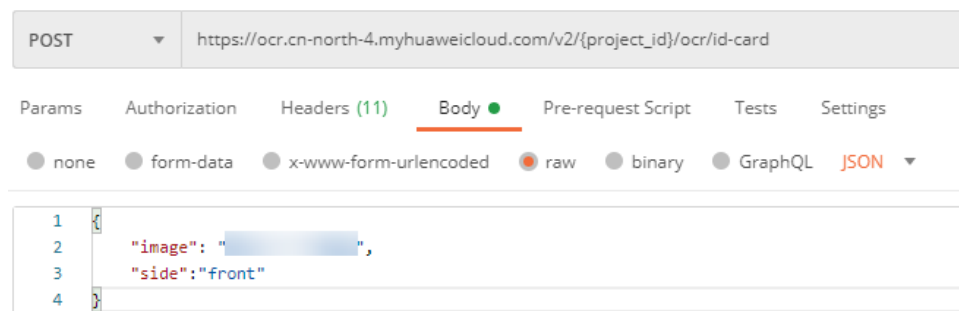 POST https://ocr.cn-north-4.myhuaweicloud.com/v2/{project_id}/ocr/id-card
Params Authorization Headers (11) Body Pre-request Script Tests Settings
none form-data x-www-form-urlencoded raw binary GraphQL JSON
1 {
2 "image": "",
3 "side":"front"
4 }